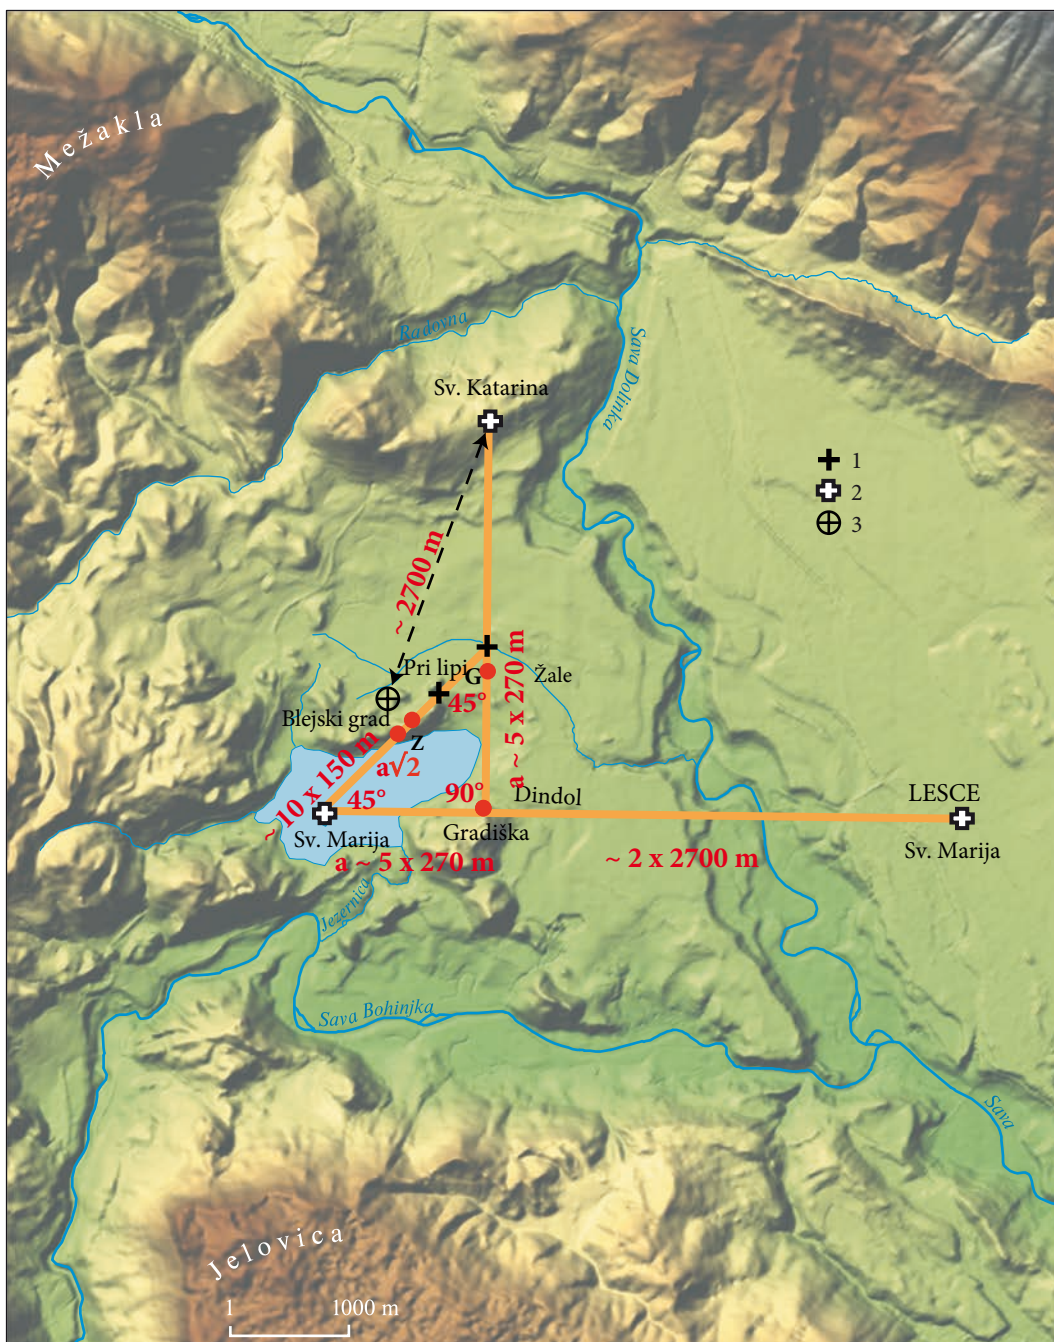 Mežakla
Radovna
Sava Dolinka
Sv. Katarina
1
2
3
~ 2700 m
Pri lipi
G
Žale
45°
a ~ 5 x 270 m
Blejski grad
Z
~ 10 x 150 m
a√2
45°
90°
Dindol
LESCE
Sv. Marija
Gradiška
Sv. Marija
a ~ 5 x 270 m
~ 2 x 2700 m
Jezernica
Sava Bohinjka
Sava
Jelovica
1
1000 m